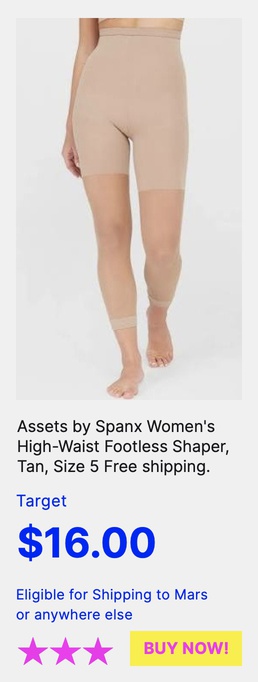 Assets by Spanx Women's
High-Waist Footless Shaper,
Tan, Size 5 Free shipping.
Target
$16.00
Eligible for Shipping to Mars
or anywhere else
BUY NOW!